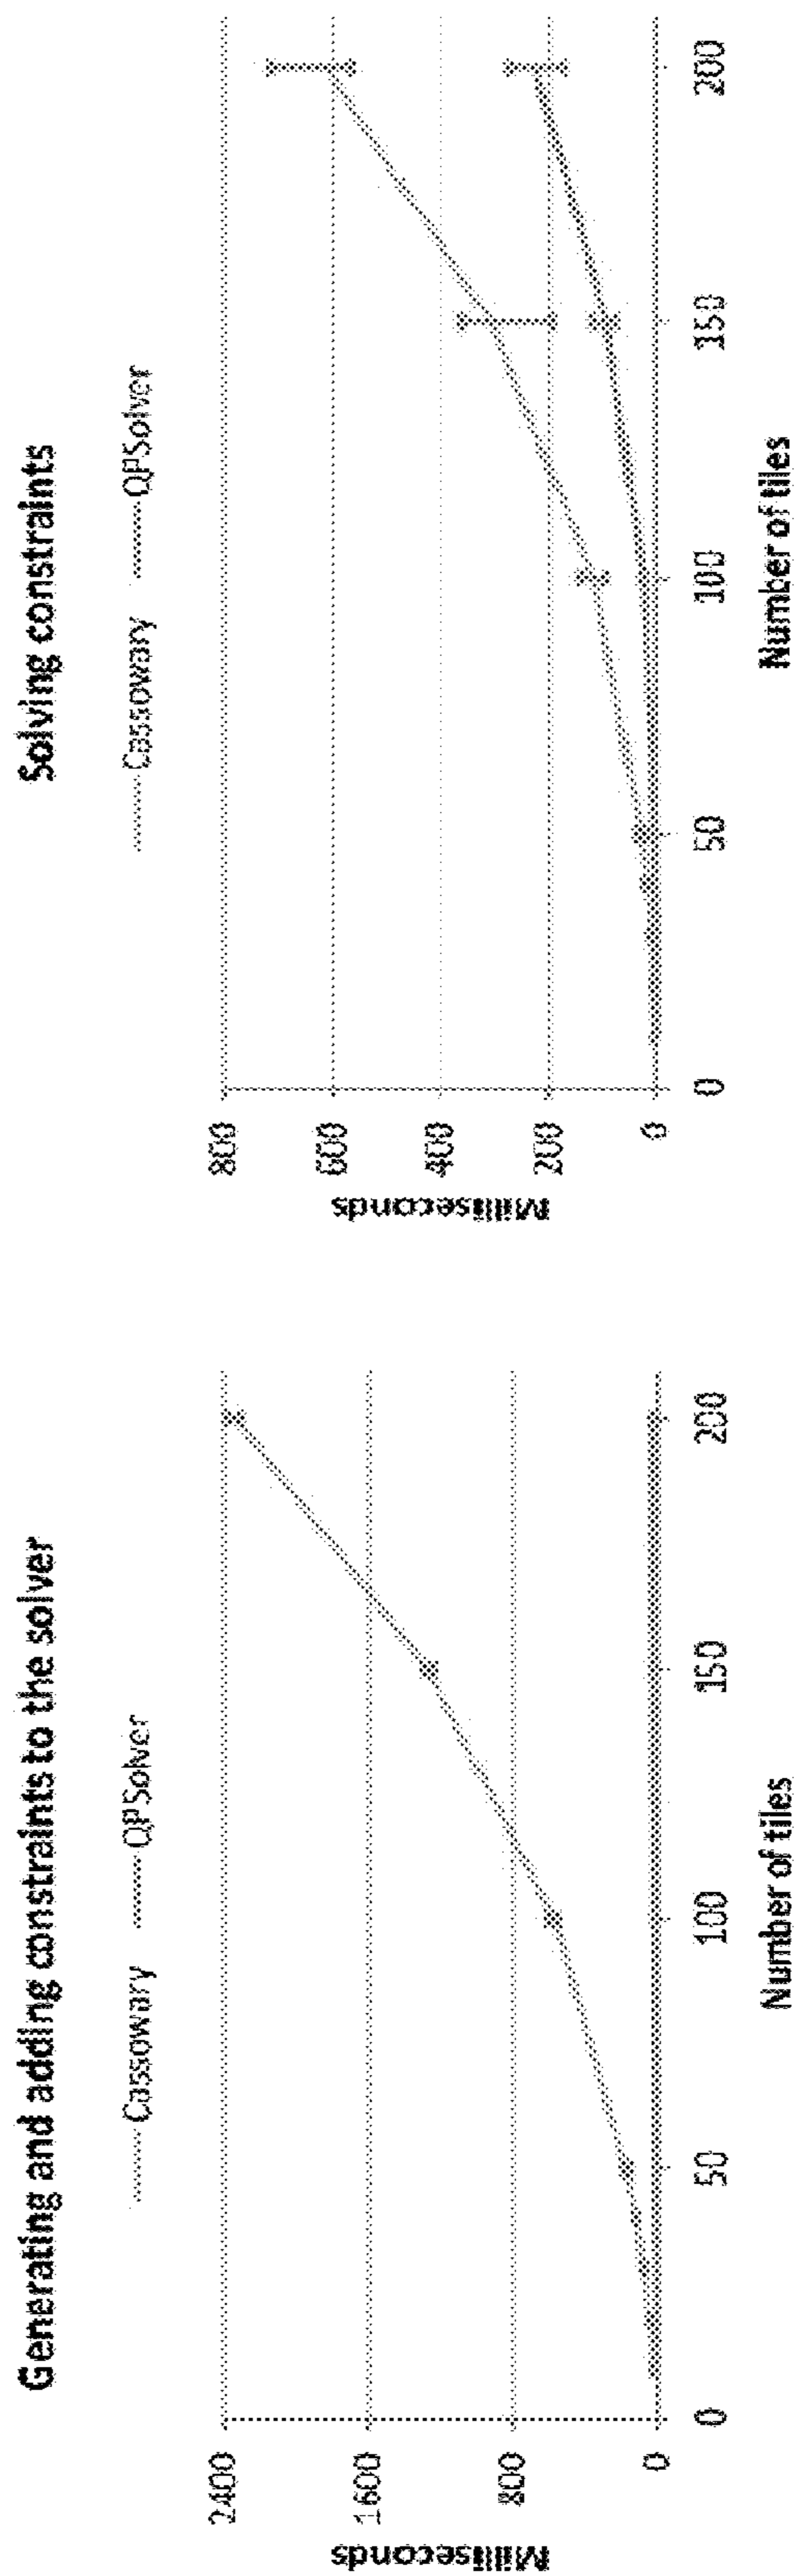 Generating and adding constraints to the solver
Cassowary QPSolver
Milliseconds
2400
1600
800
0
0 50 100 150 200
Number of tiles
Solving constraints
Cassowary QPSolver
Milliseconds
800
600
400
200
0
0 50 100 150 200
Number of tiles